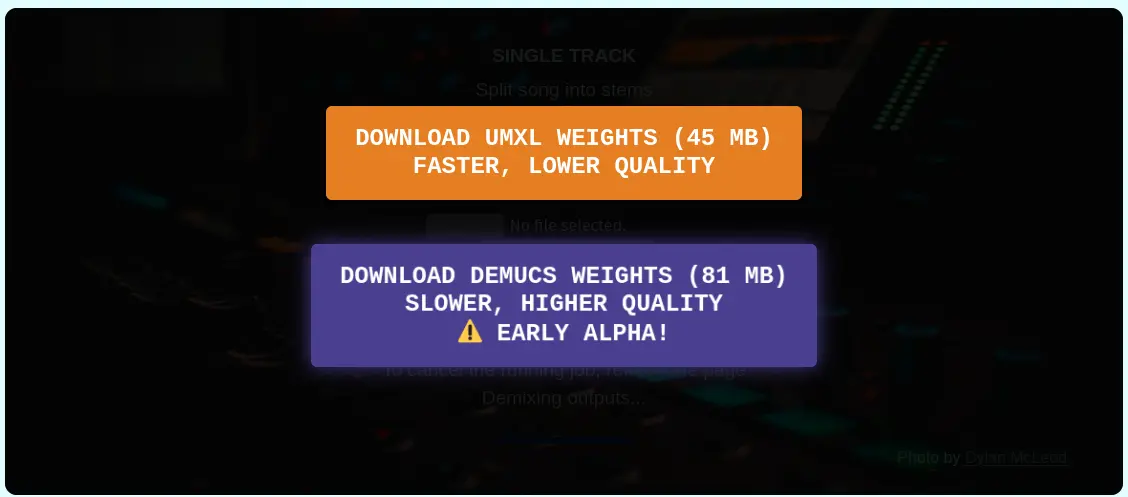 SINGLE TRACK
Split song into stems
DOWNLOAD UMXL WEIGHTS (45 MB)
FASTER, LOWER QUALITY
No file selected.
DOWNLOAD DEMUCS WEIGHTS (81 MB)
SLOWER, HIGHER QUALITY
⚠️ EARLY ALPHA!
To cancel the running job, page
Demixing outputs...
Photo by Dylan McLeod